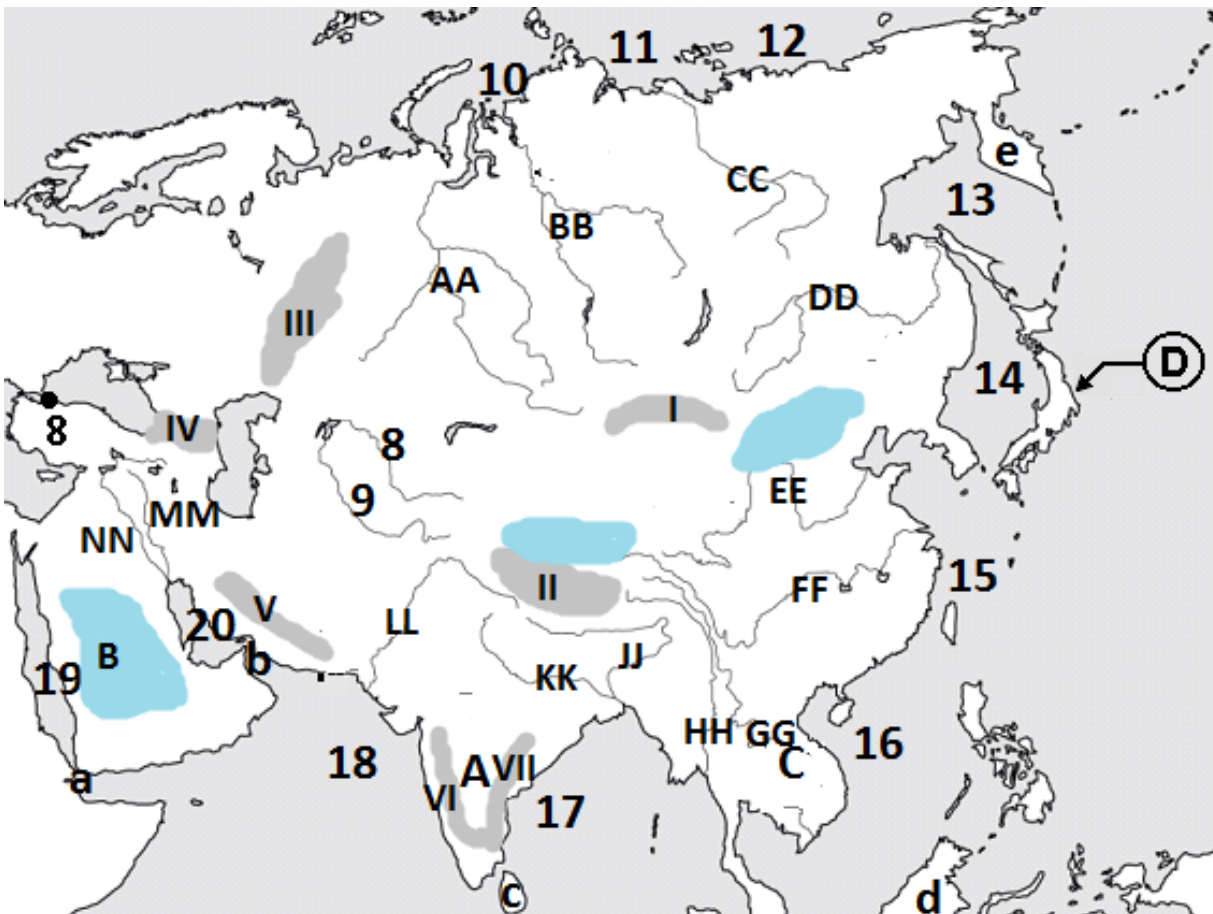 11
12
10
e
CC
13
BB
AA
DD
III
D
14
I
8
IV
8
EE
9
MM
NN
15
II
FF
V
LL
20
B
b
JJ
19
KK
HH
GG
16
18
A
VII
C
a
VI
17
c
d